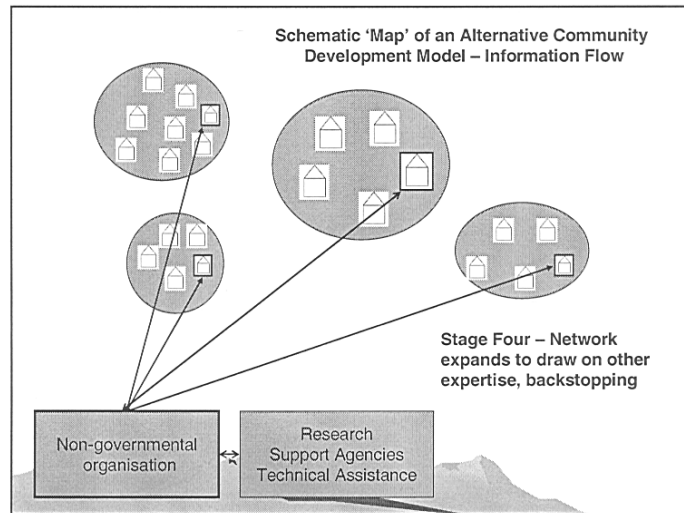 Schematic ‘Map’ of an Alternative Community
Development Model – Information Flow
Stage Four – Network
expands to draw on other
expertise, backstopping
Non-governmental
organisation
Research
Support Agencies
Technical Assistance